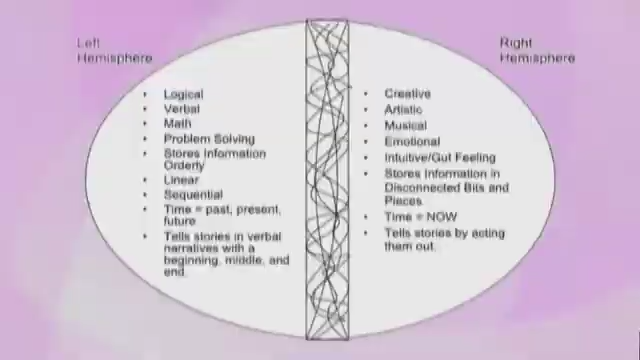 Left
Hemisphere
• Logical
• Verbal
• Math
• Problem Solving
• Stores Information
Orderly
• Linear
• Sequential
• Time = past, present,
future
• Tells stories in verbal
narratives with a
beginning, middle, and
end.
Right
Hemisphere
• Creative
• Artistic
• Musical
• Emotional
• Intuitive/Gut Feeling
• Stores Information in
Disconnected Bits and
Pieces
• Time = NOW
• Tells stories by acting
them out.